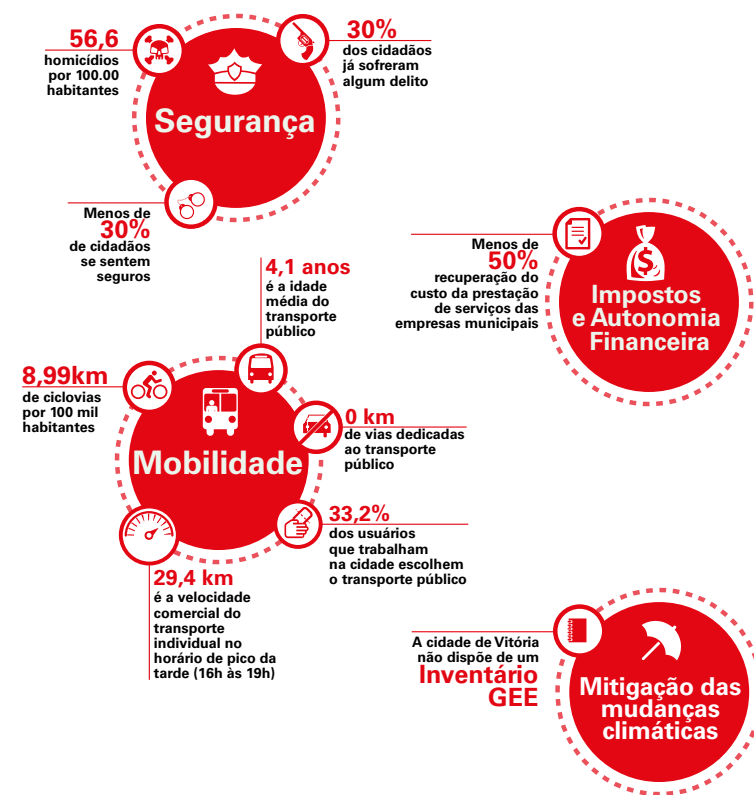 56,6
homicídios
por 100.00
habitantes
30%
dos cidadãos
já sofreram
algum delito
Segurança
Menos de
30%
de cidadãos
se sentem
seguros
Menos de
50%
recuperação do
custo da prestação
de serviços das
empresas municipais
$
Impostos
e Autonomia
Financeira
4,1 anos
é a idade
média do
transporte
público
8,99km
de ciclovias
por 100 mil
habitantes
0 km
de vias dedicadas
ao transporte
público
Mobilidade
33,2%
dos usuários
que trabalham
na cidade escolhem
o transporte público
29,4 km
é a velocidade
comercial do
transporte
individual no
horário de pico da
tarde (16h às 19h)
A cidade de Vitória
não dispõe de um
Inventário
GEE
Mitigação das
mudanças
climáticas